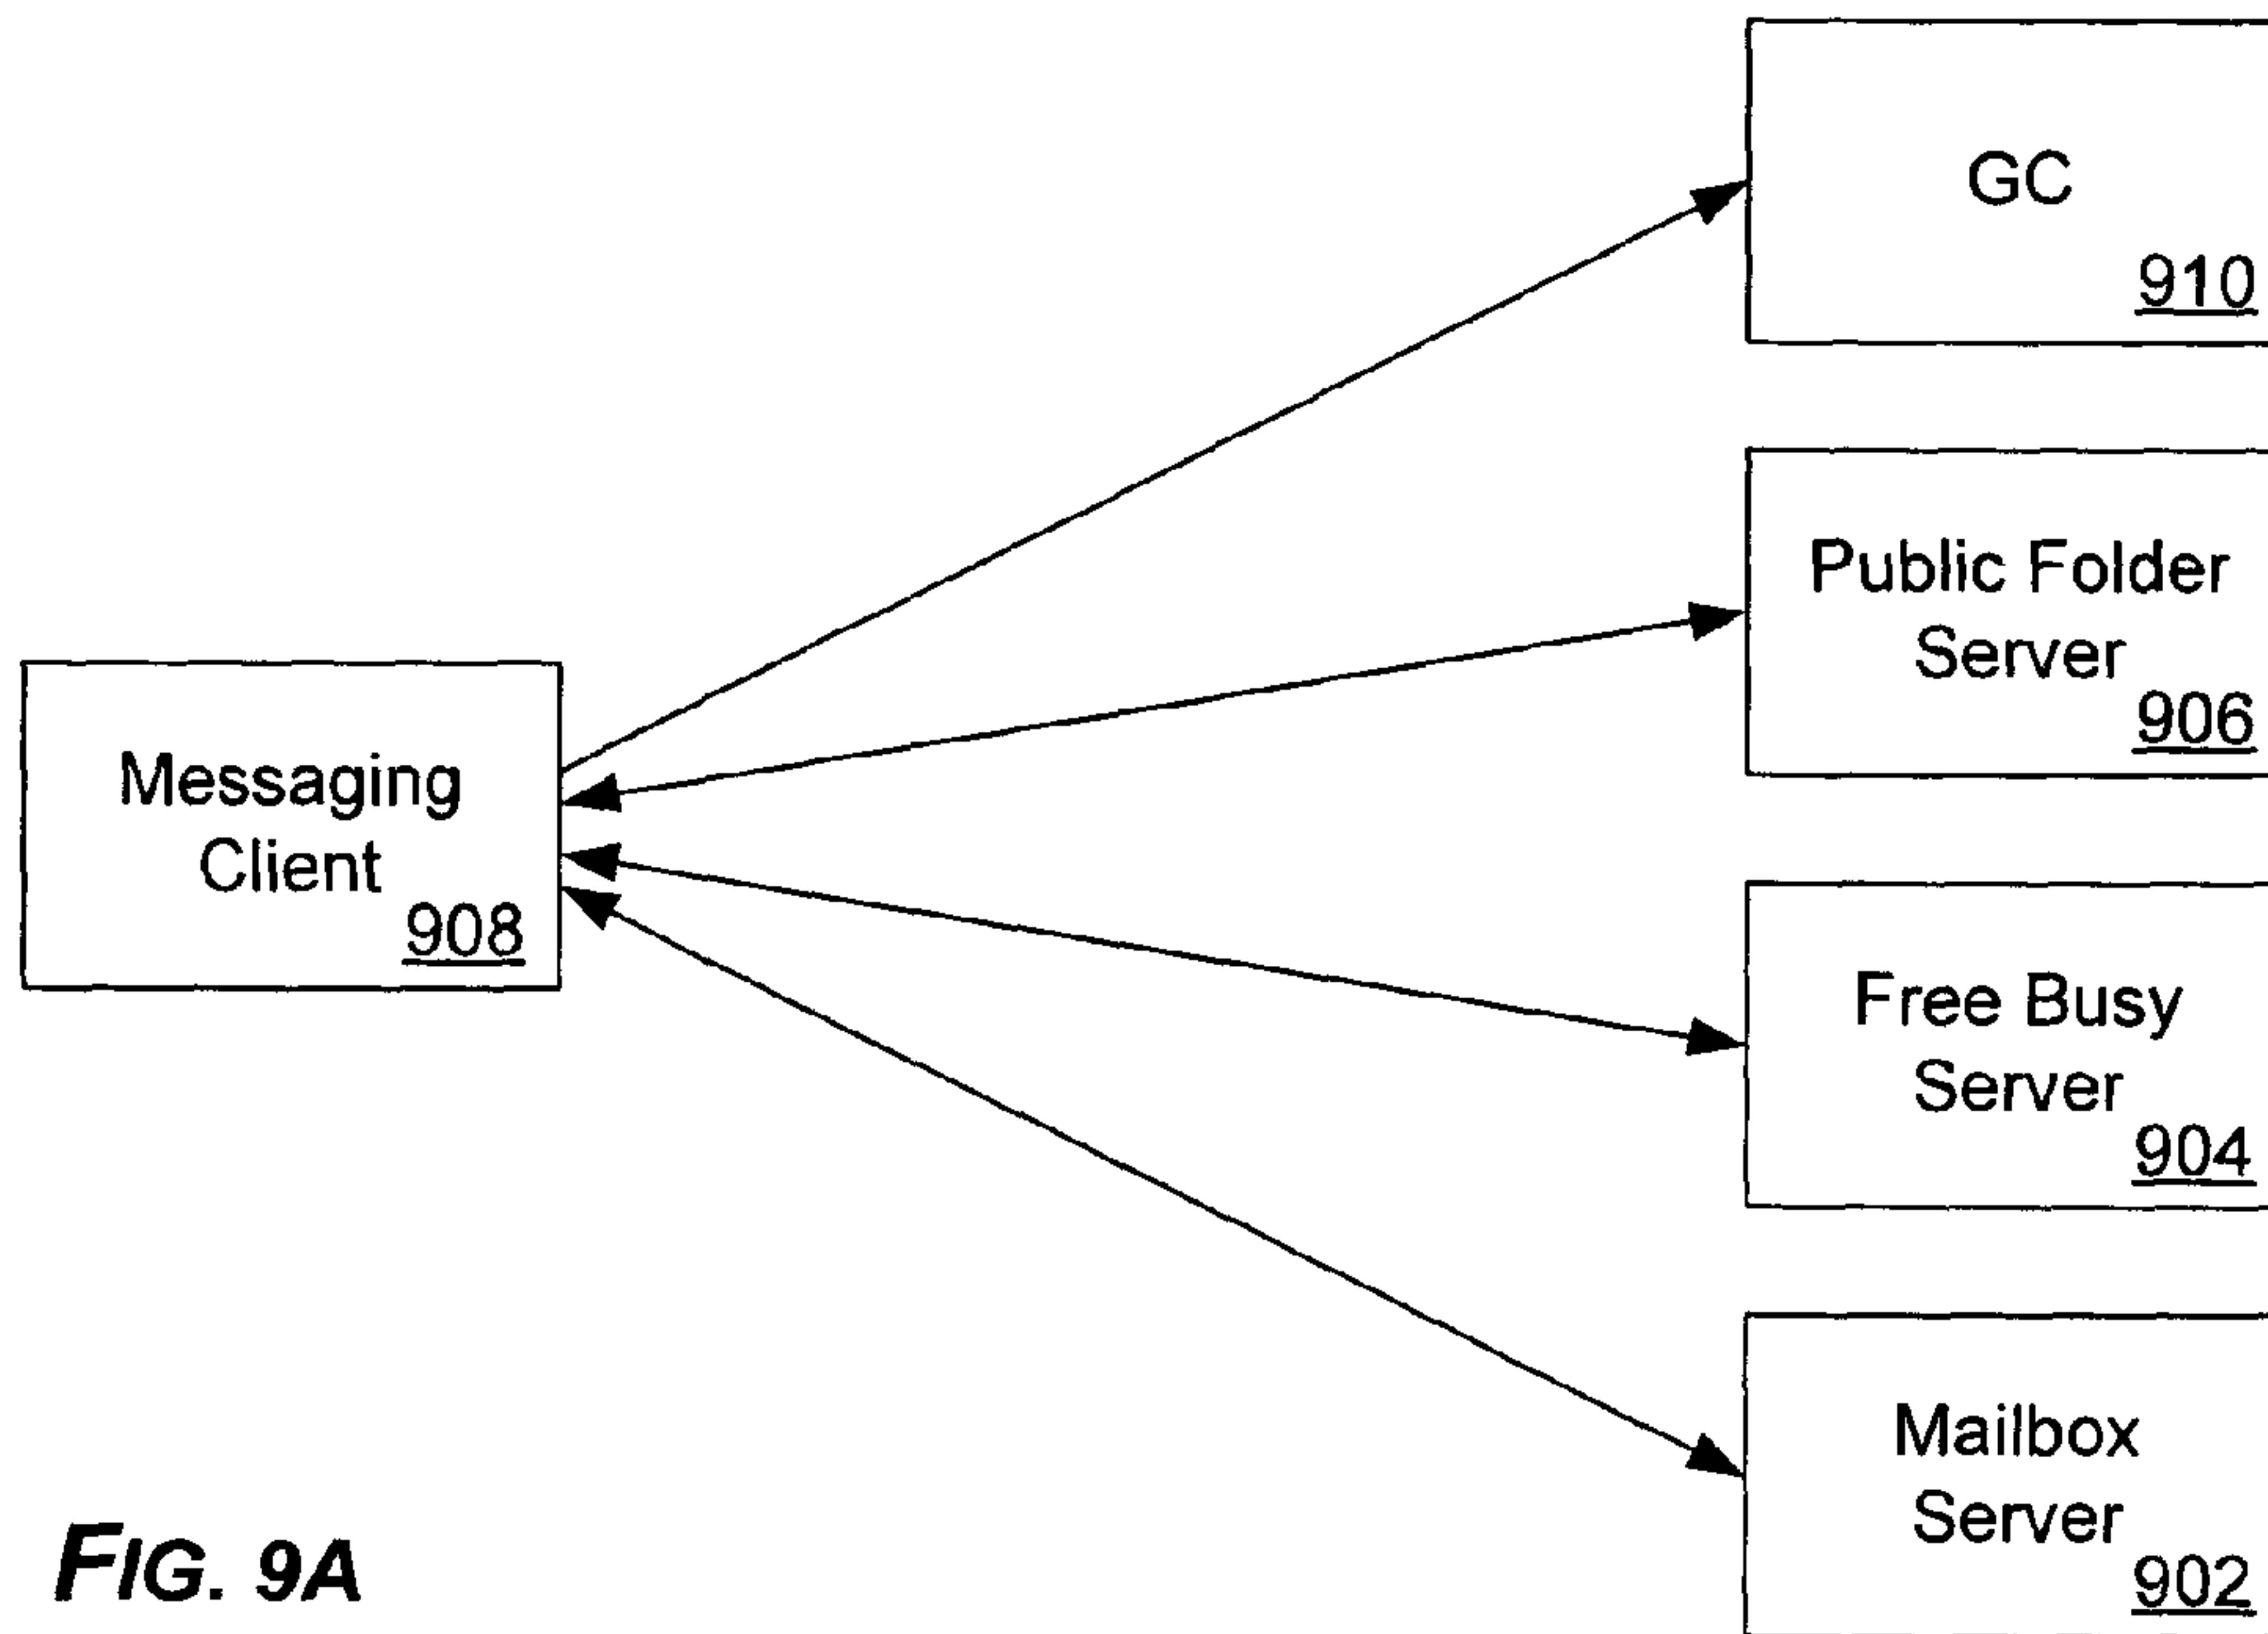 GC
910
Public Folder
Server
906
Messaging
Client
908
Free Busy
Server
904
Mailbox
Server
902
FIG. 9A